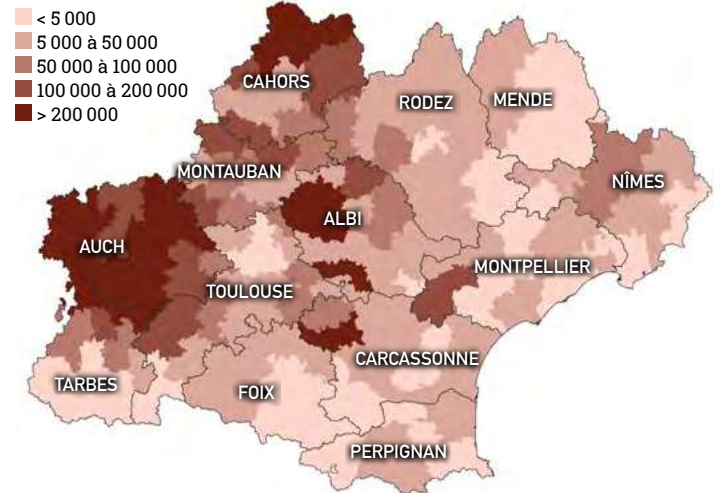 < 5 000
5 000 à 50 000
50 000 à 100 000
100 000 à 200 000
> 200 000
CAHORS
RODEZ
MENDE
MONTAUBAN
NÎMES
ALBI
AUCH
MONTPELLIER
TOULOUSE
CARCASSONNE
TARBES
FOIX
PERPIGNAN